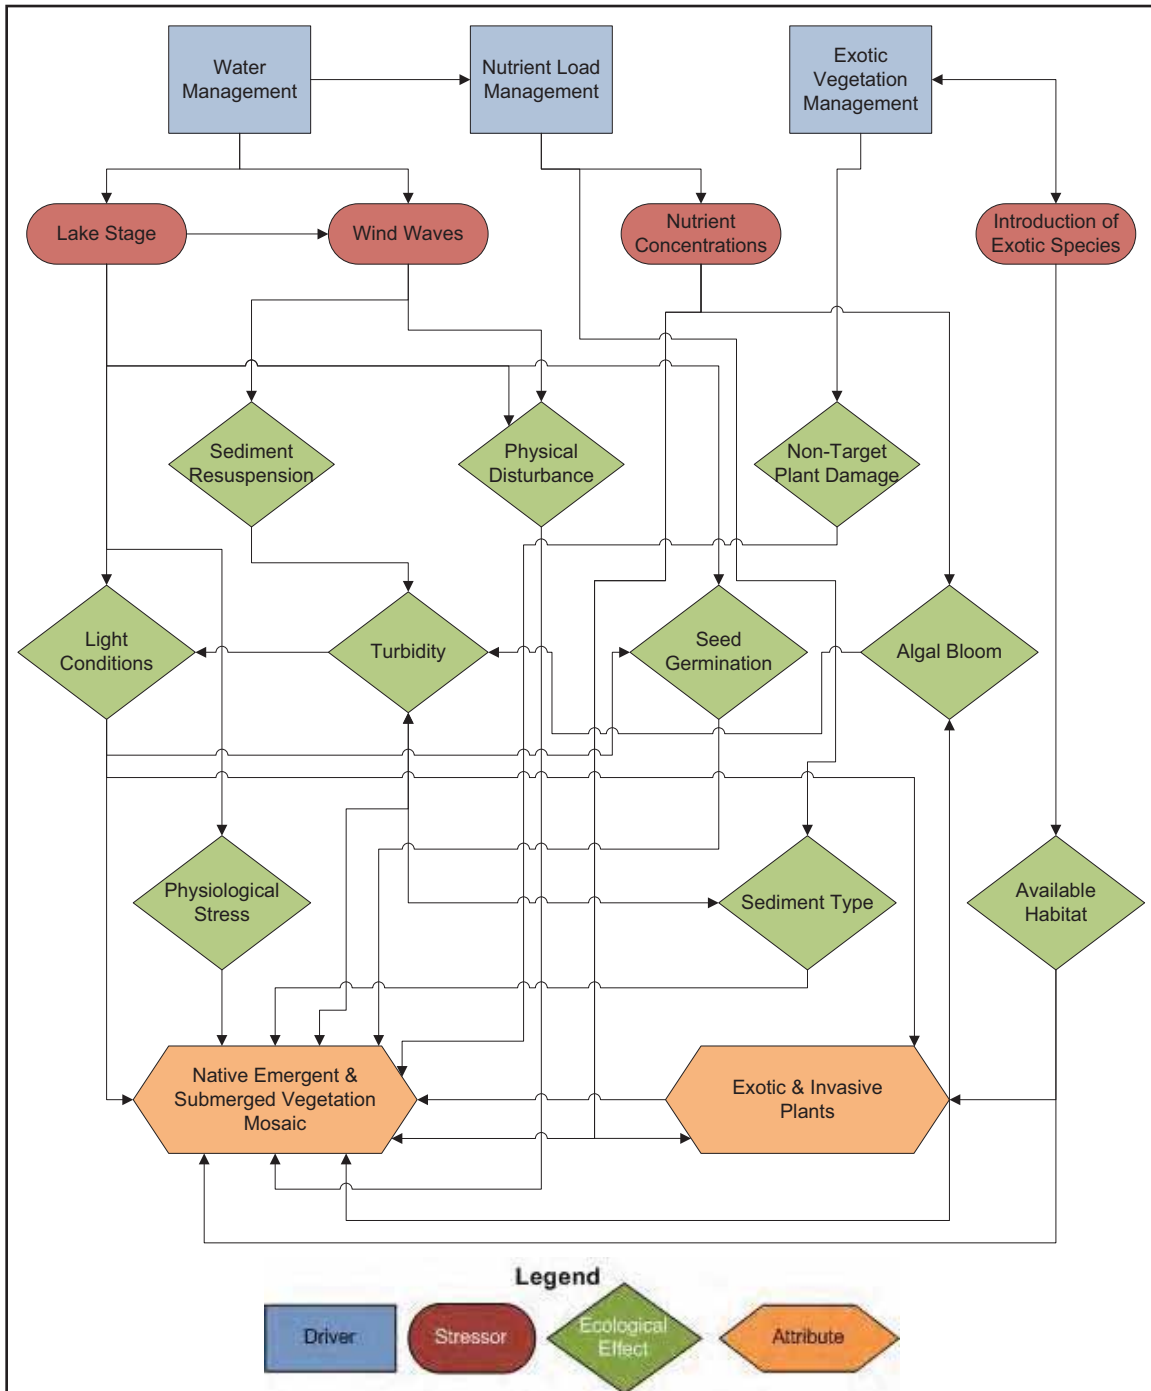 Water
Management
Nutrient Load
Management
Exotic
Vegetation
Management
Lake Stage
Wind Waves
Nutrient
Concentrations
Introduction of
Exotic Species
Sediment
Resuspension
Physical
Disturbance
Non-Target
Plant Damage
Light
Conditions
Turbidity
Seed
Germination
Algal Bloom
Physiological
Stress
Sediment Type
Available
Habitat
Native Emergent &
Submerged Vegetation
Mosaic
Exotic & Invasive
Plants
Legend
Driver
Stressor
Ecological
Effect
Attribute